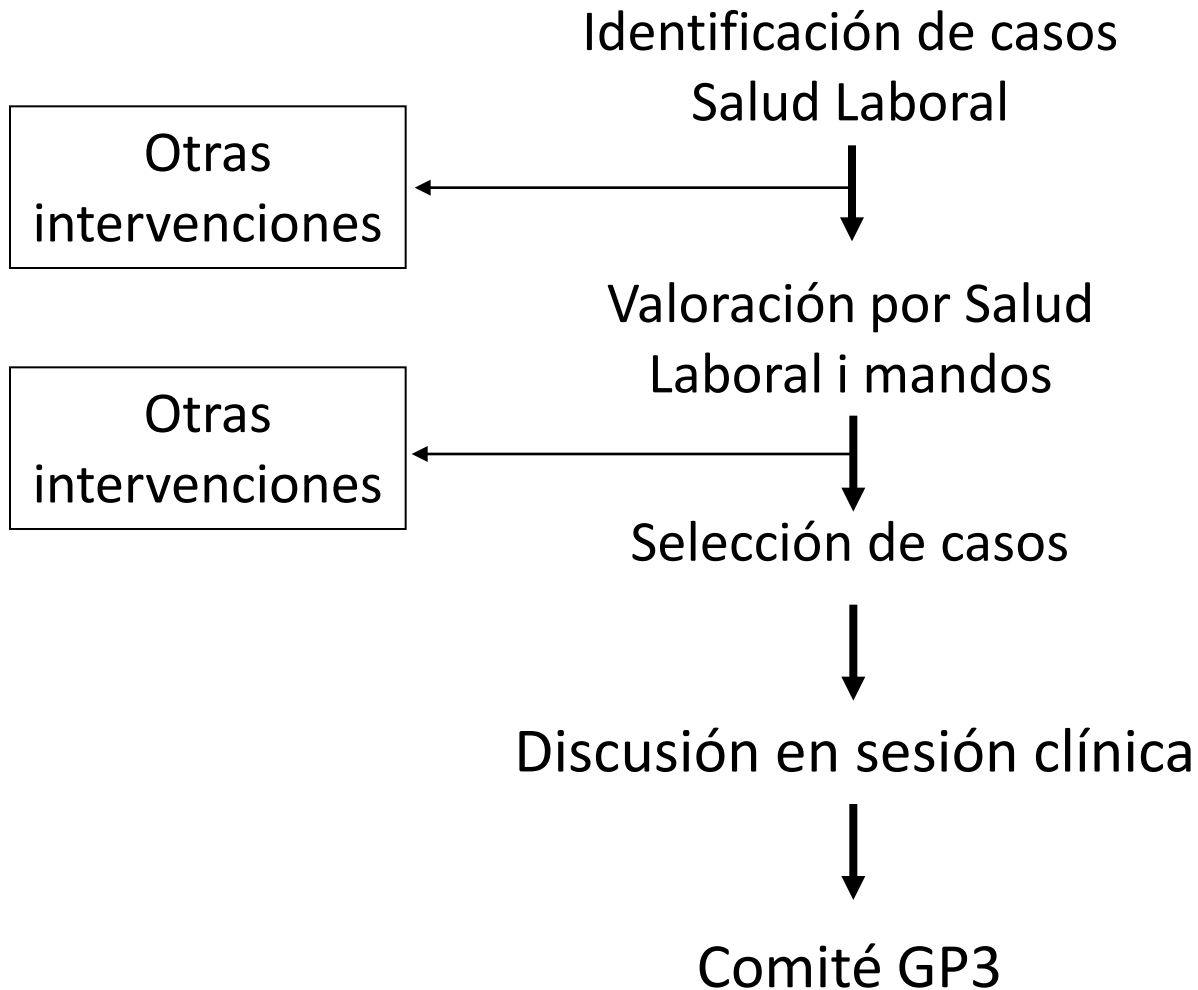 Identificación de casos
Salud Laboral
Otras
intervenciones
Valoración por Salud
Laboral i mandos
Otras
intervenciones
Selección de casos
Discusión en sesión clínica
Comité GP3